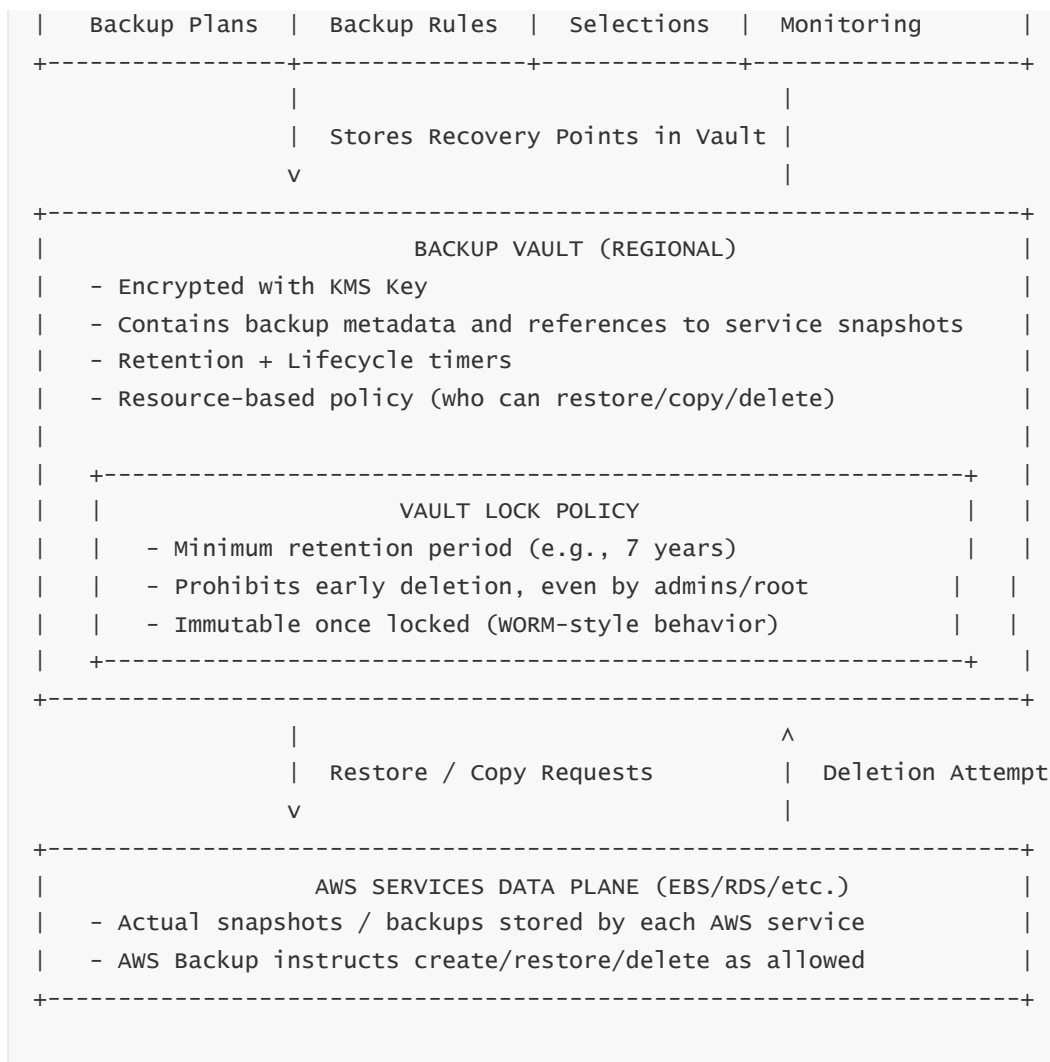 |   Backup Plans  |  Backup Rules  |  Selections  |  Monitoring       |
+-----------------+----------------+--------------+-------------------+
                  |                                  |
                  |  Stores Recovery Points in Vault |
                  v                                  |
+---------------------------------------------------------------------+
|                          BACKUP VAULT (REGIONAL)                    |
|   - Encrypted with KMS Key                                          |
|   - Contains backup metadata and references to service snapshots    |
|   - Retention + Lifecycle timers                                    |
|   - Resource-based policy (who can restore/copy/delete)             |
|                                                                     |
|   +-------------------------------------------------------------+   |
|   |                     VAULT LOCK POLICY                       |   |
|   |   - Minimum retention period (e.g., 7 years)                |   |
|   |   - Prohibits early deletion, even by admins/root          |   |
|   |   - Immutable once locked (WORM-style behavior)            |   |
|   +-------------------------------------------------------------+   |
+---------------------------------------------------------------------+
                  |                                  ^
                  |  Restore / Copy Requests         |  Deletion Attempt
                  v                                  |
+---------------------------------------------------------------------+
|                   AWS SERVICES DATA PLANE (EBS/RDS/etc.)            |
|   - Actual snapshots / backups stored by each AWS service           |
|   - AWS Backup instructs create/restore/delete as allowed           |
+---------------------------------------------------------------------+